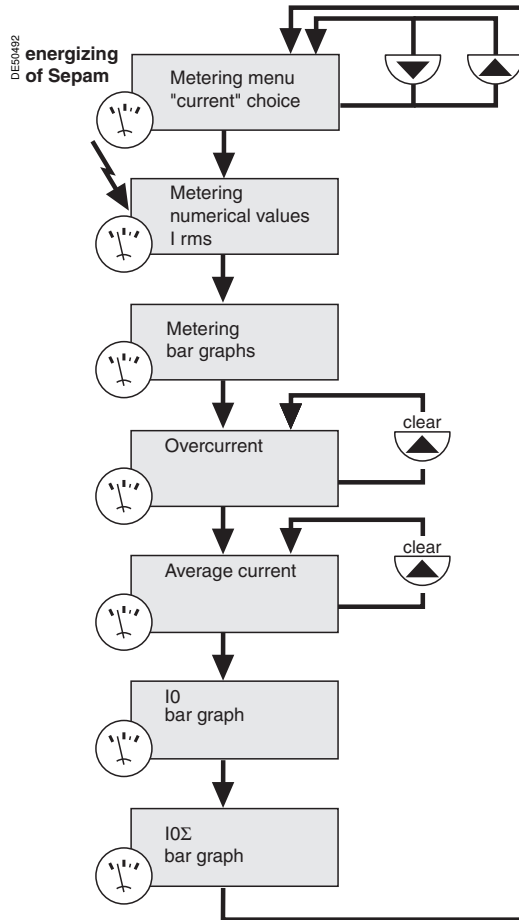 DE50492
energizing
of Sepam
Metering menu
"current" choice
Metering
numerical values
I rms
Metering
bar graphs
clear
Overcurrent
clear
Average current
I0
bar graph
I0Σ
bar graph